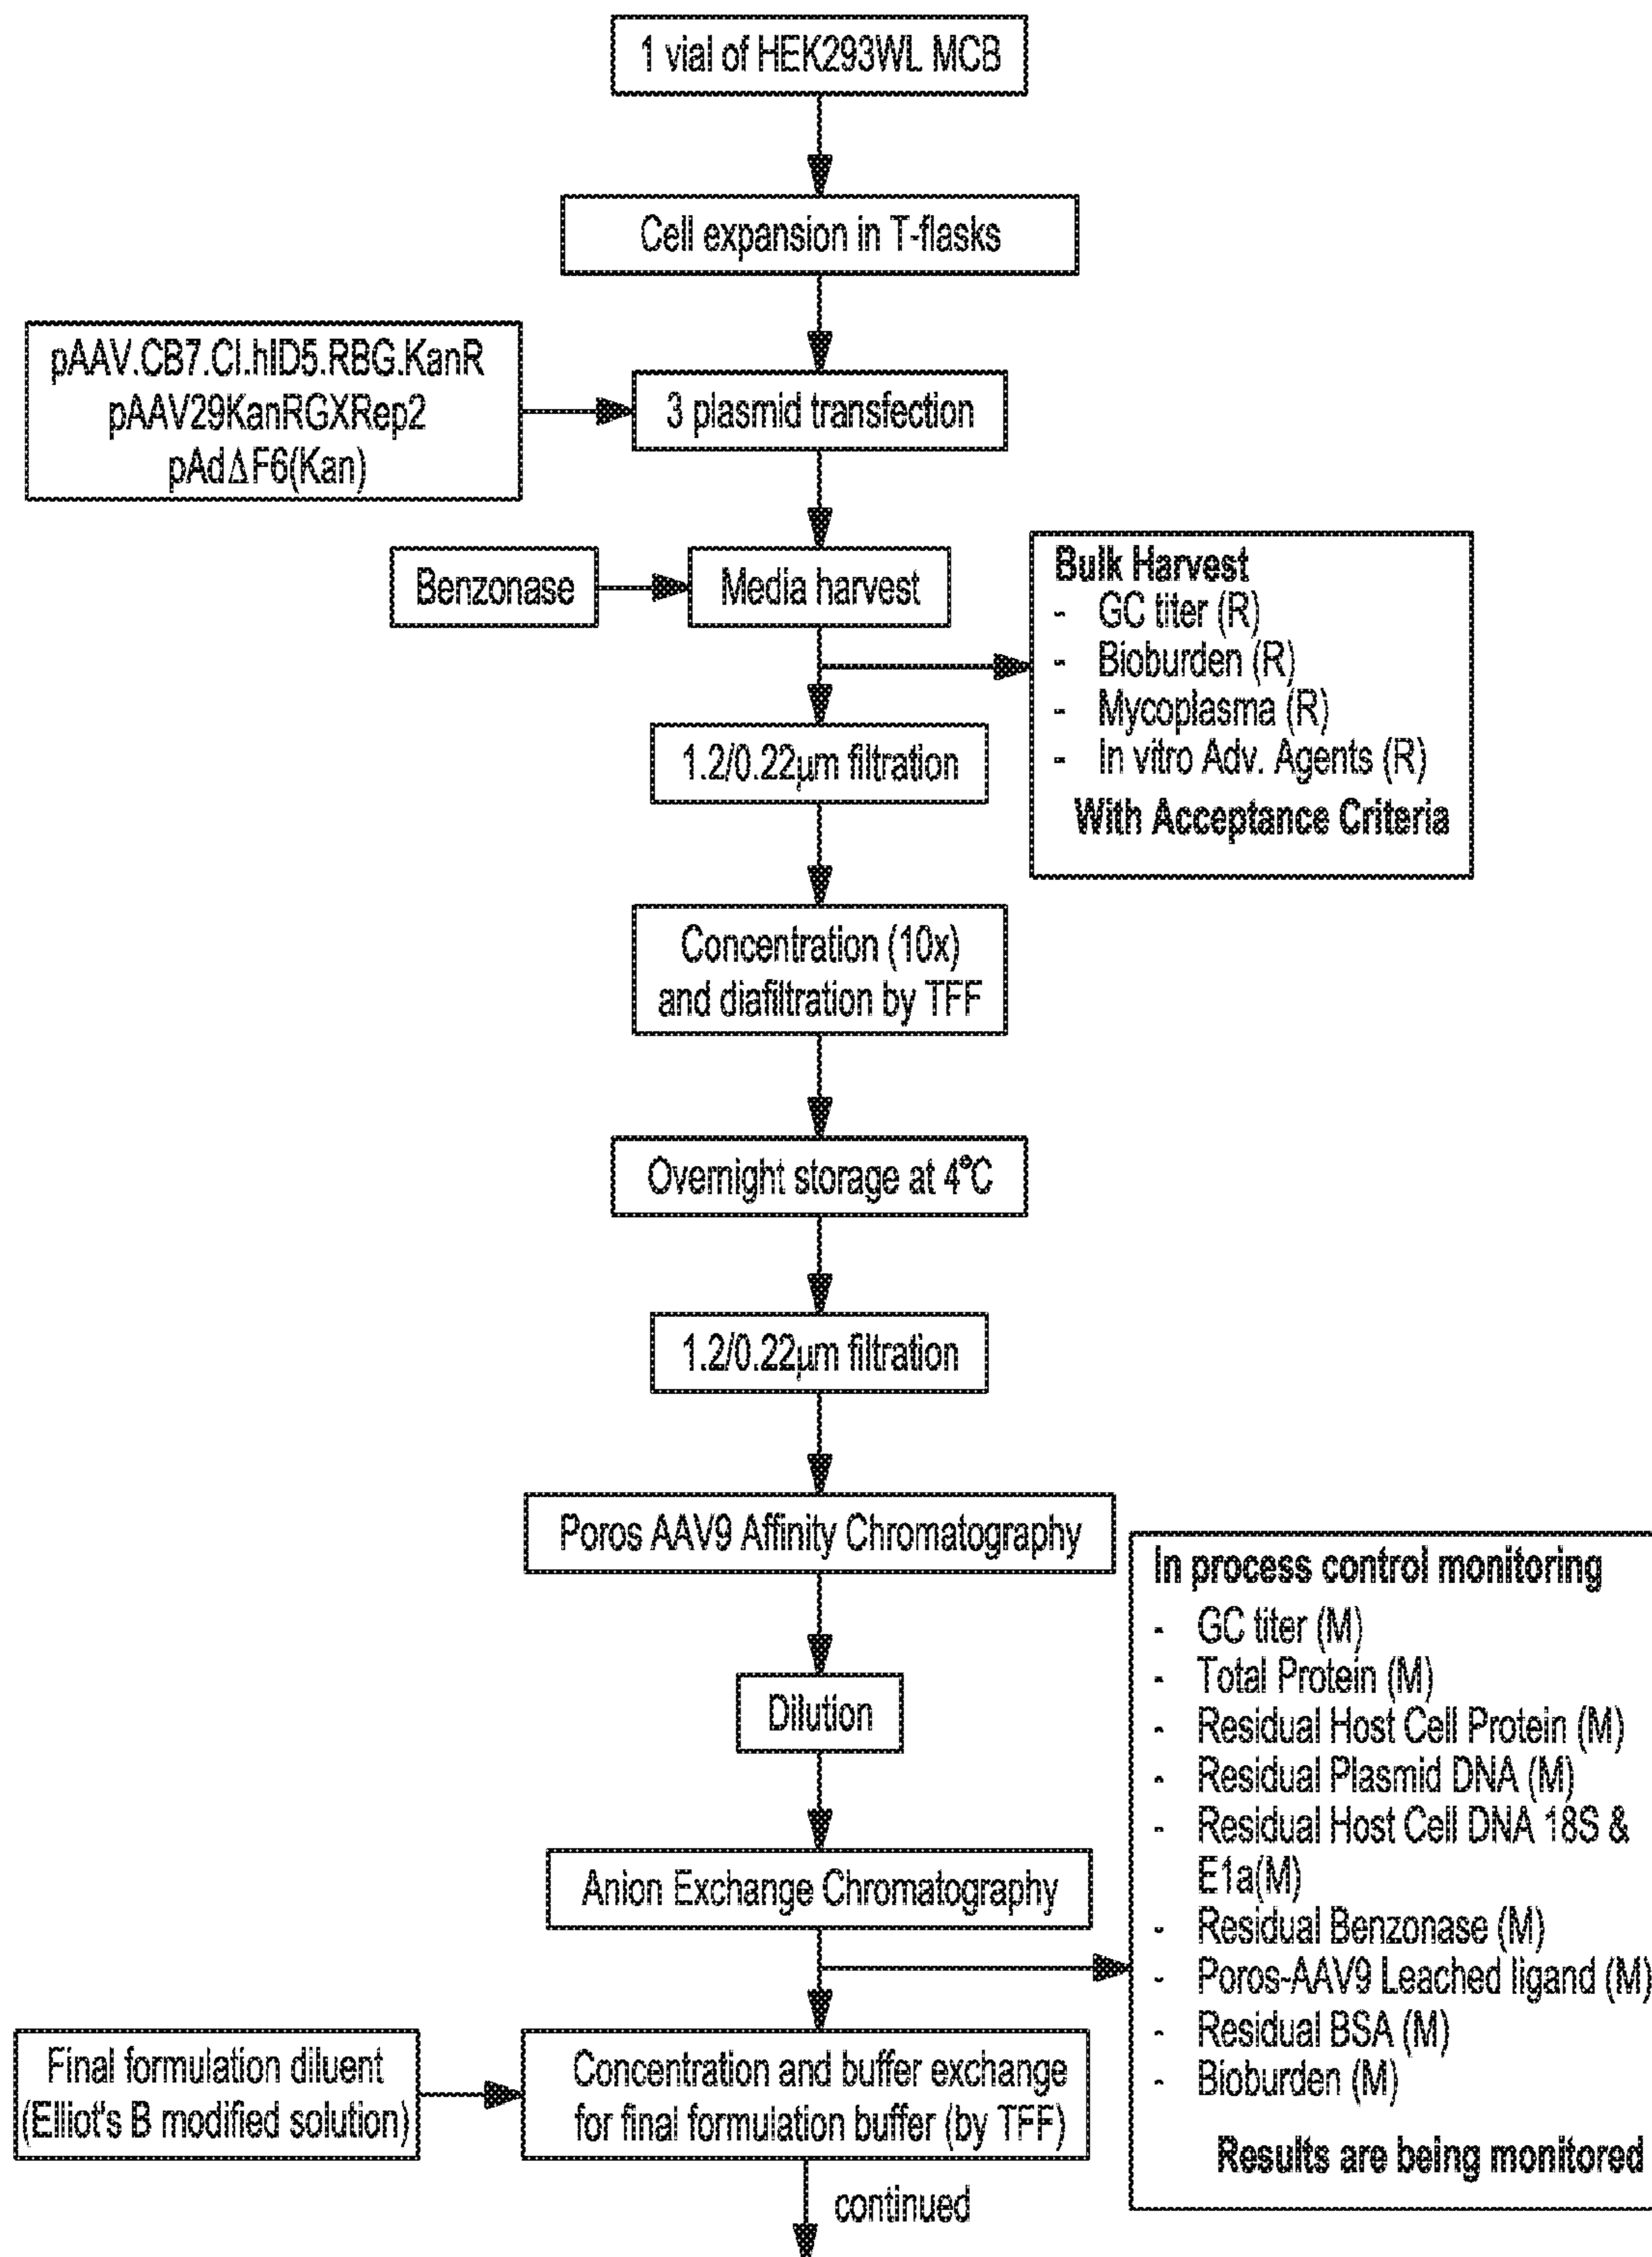 1 vial of HEK293WL MCB
Cell expansion in T-flasks
pAAV.CB7.CI.hIDS.RBG.KanR
pAAV29KanRGXRep2
pAdΔF6(Kan)
3 plasmid transfection
Benzonase
Media harvest
Bulk Harvest
- GC titer (R)
- Bioburden (R)
- Mycoplasma (R)
- In vitro Adv. Agents (R)
With Acceptance Criteria
1.2/0.22µm filtration
Concentration (10x)
and diafiltration by TFF
Overnight storage at 4°C
1.2/0.22µm filtration
Poros AAV9 Affinity Chromatography
Dilution
Anion Exchange Chromatography
In process control monitoring
- GC titer (M)
- Total Protein (M)
- Residual Host Cell Protein (M)
- Residual Plasmid DNA (M)
- Residual Host Cell DNA 18S &
E1a(M)
- Residual Benzonase (M)
- Poros-AAV9 Leached ligand (M)
- Residual BSA (M)
- Bioburden (M)
Results are being monitored
Final formulation diluent
(Elliot's B modified solution)
Concentration and buffer exchange
for final formulation buffer (by TFF)
continued